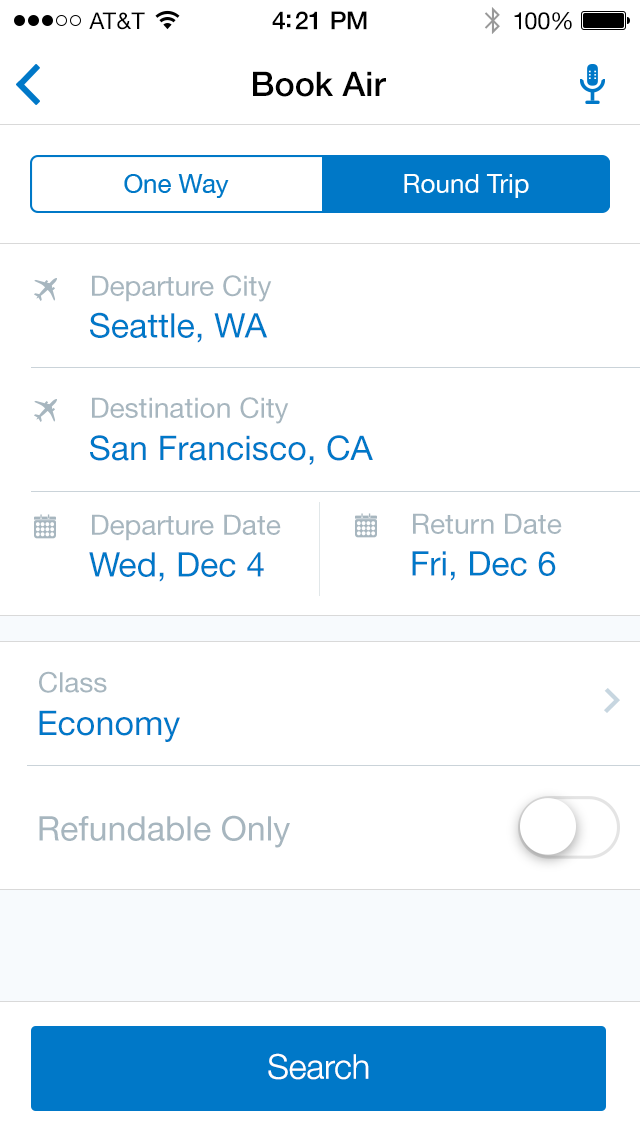 AT&T 4:21 PM 100%
Book Air
One Way Round Trip
Departure City
Seattle, WA
Destination City
San Francisco, CA
Departure Date Return Date
Wed, Dec 4 Fri, Dec 6
Class
Economy
Refundable Only
Search